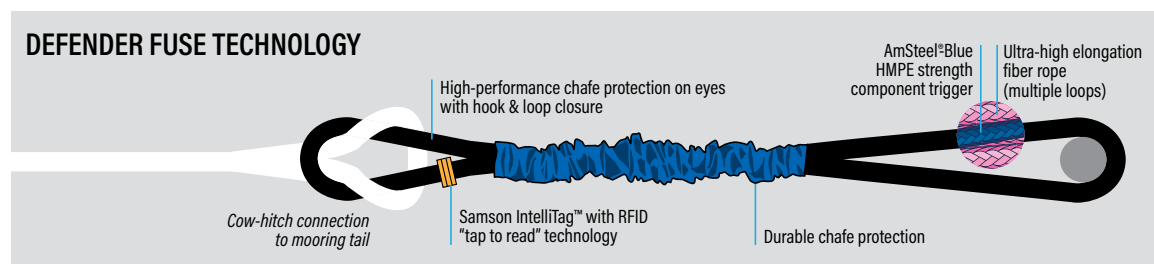 DEFENDER FUSE TECHNOLOGY
AmSteel®-Blue
HMPE strength
component trigger
Ultra-high elongation
fiber rope
(multiple loops)
High-performance chafe protection on eyes
with hook & loop closure
Cow-hitch connection
to mooring tail
Samson IntelliTag™ with RFID
“tap to read” technology
Durable chafe protection